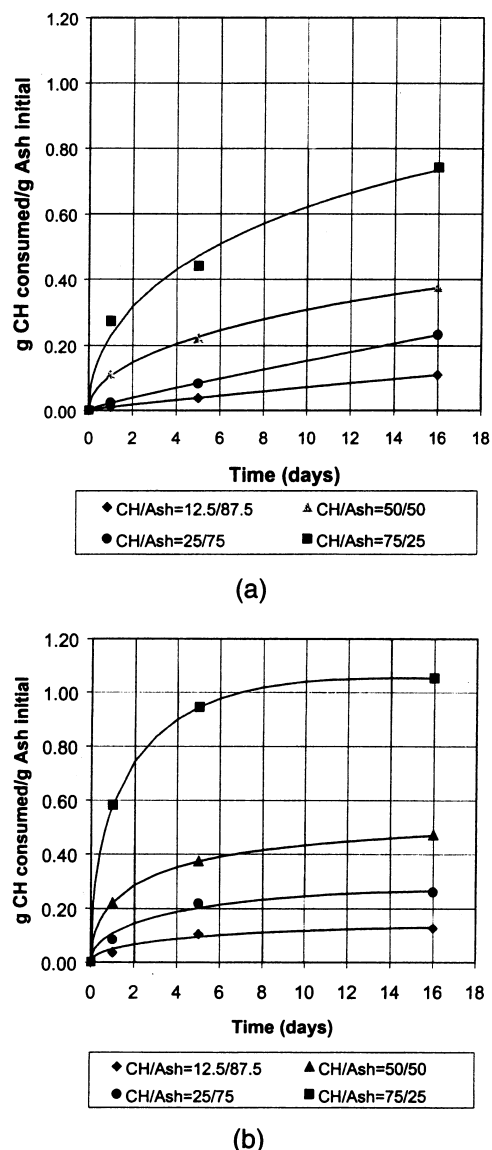 1.20
1.00
0.80
0.60
0.40
0.20
0.00
g CH consumed/g Ash initial
0 2 4 6 8 10 12 14 16 18
Time (days)
CH/Ash=12.5/87.5 CH/Ash=50/50
CH/Ash=25/75 CH/Ash=75/25
(a)
1.20
1.00
0.80
0.60
0.40
0.20
0.00
g CH consumed/g Ash initial
0 2 4 6 8 10 12 14 16 18
Time (days)
CH/Ash=12.5/87.5 CH/Ash=50/50
CH/Ash=25/75 CH/Ash=75/25
(b)